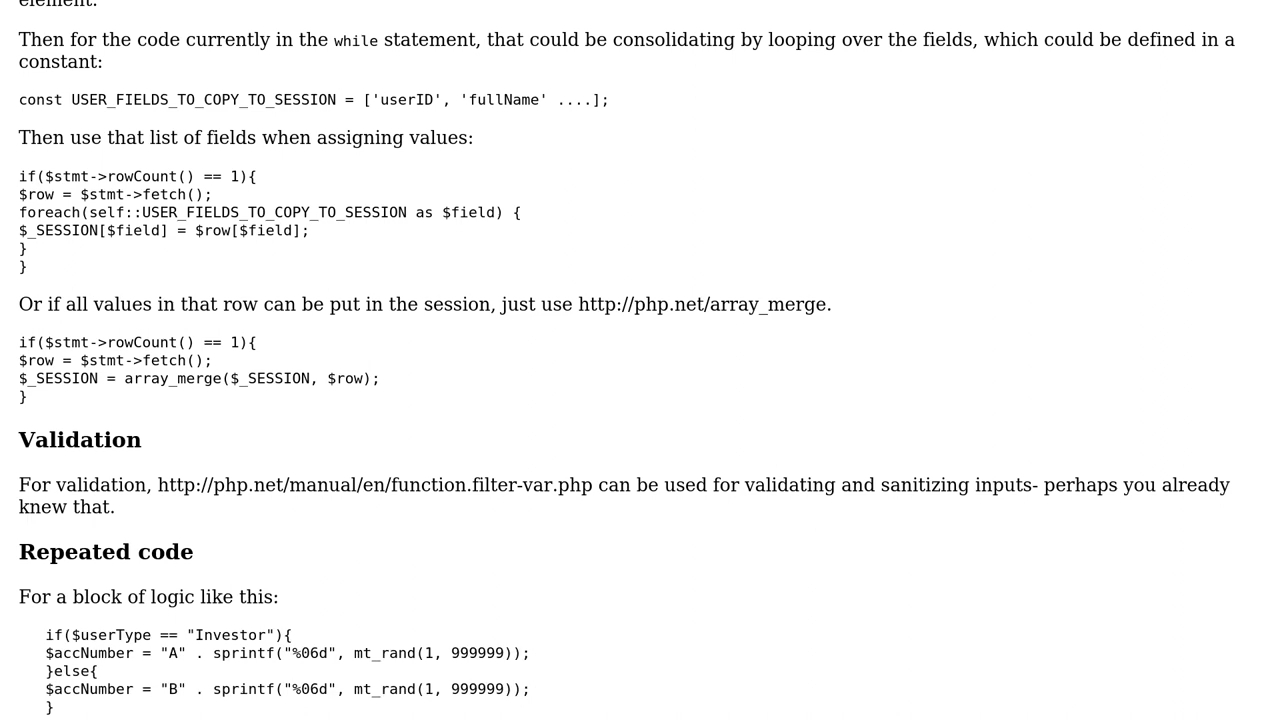 element.
Then for the code currently in the while statement, that could be consolidating by looping over the fields, which could be defined in a
constant:
const USER_FIELDS_TO_COPY_TO_SESSION = ['userID', 'fullName' ....];
Then use that list of fields when assigning values:
if($stmt->rowCount() == 1){
$row = $stmt->fetch();
foreach(self::USER_FIELDS_TO_COPY_TO_SESSION as $field) {
$_SESSION[$field] = $row[$field];
}
}
Or if all values in that row can be put in the session, just use http://php.net/array_merge.
if($stmt->rowCount() == 1){
$row = $stmt->fetch();
$_SESSION = array_merge($_SESSION, $row);
}
Validation
For validation, http://php.net/manual/en/function.filter-var.php can be used for validating and sanitizing inputs- perhaps you already
knew that.
Repeated code
For a block of logic like this:
if($userType == "Investor"){
$accNumber = "A" . sprintf("%06d", mt_rand(1, 999999));
}else{
$accNumber = "B" . sprintf("%06d", mt_rand(1, 999999));
}